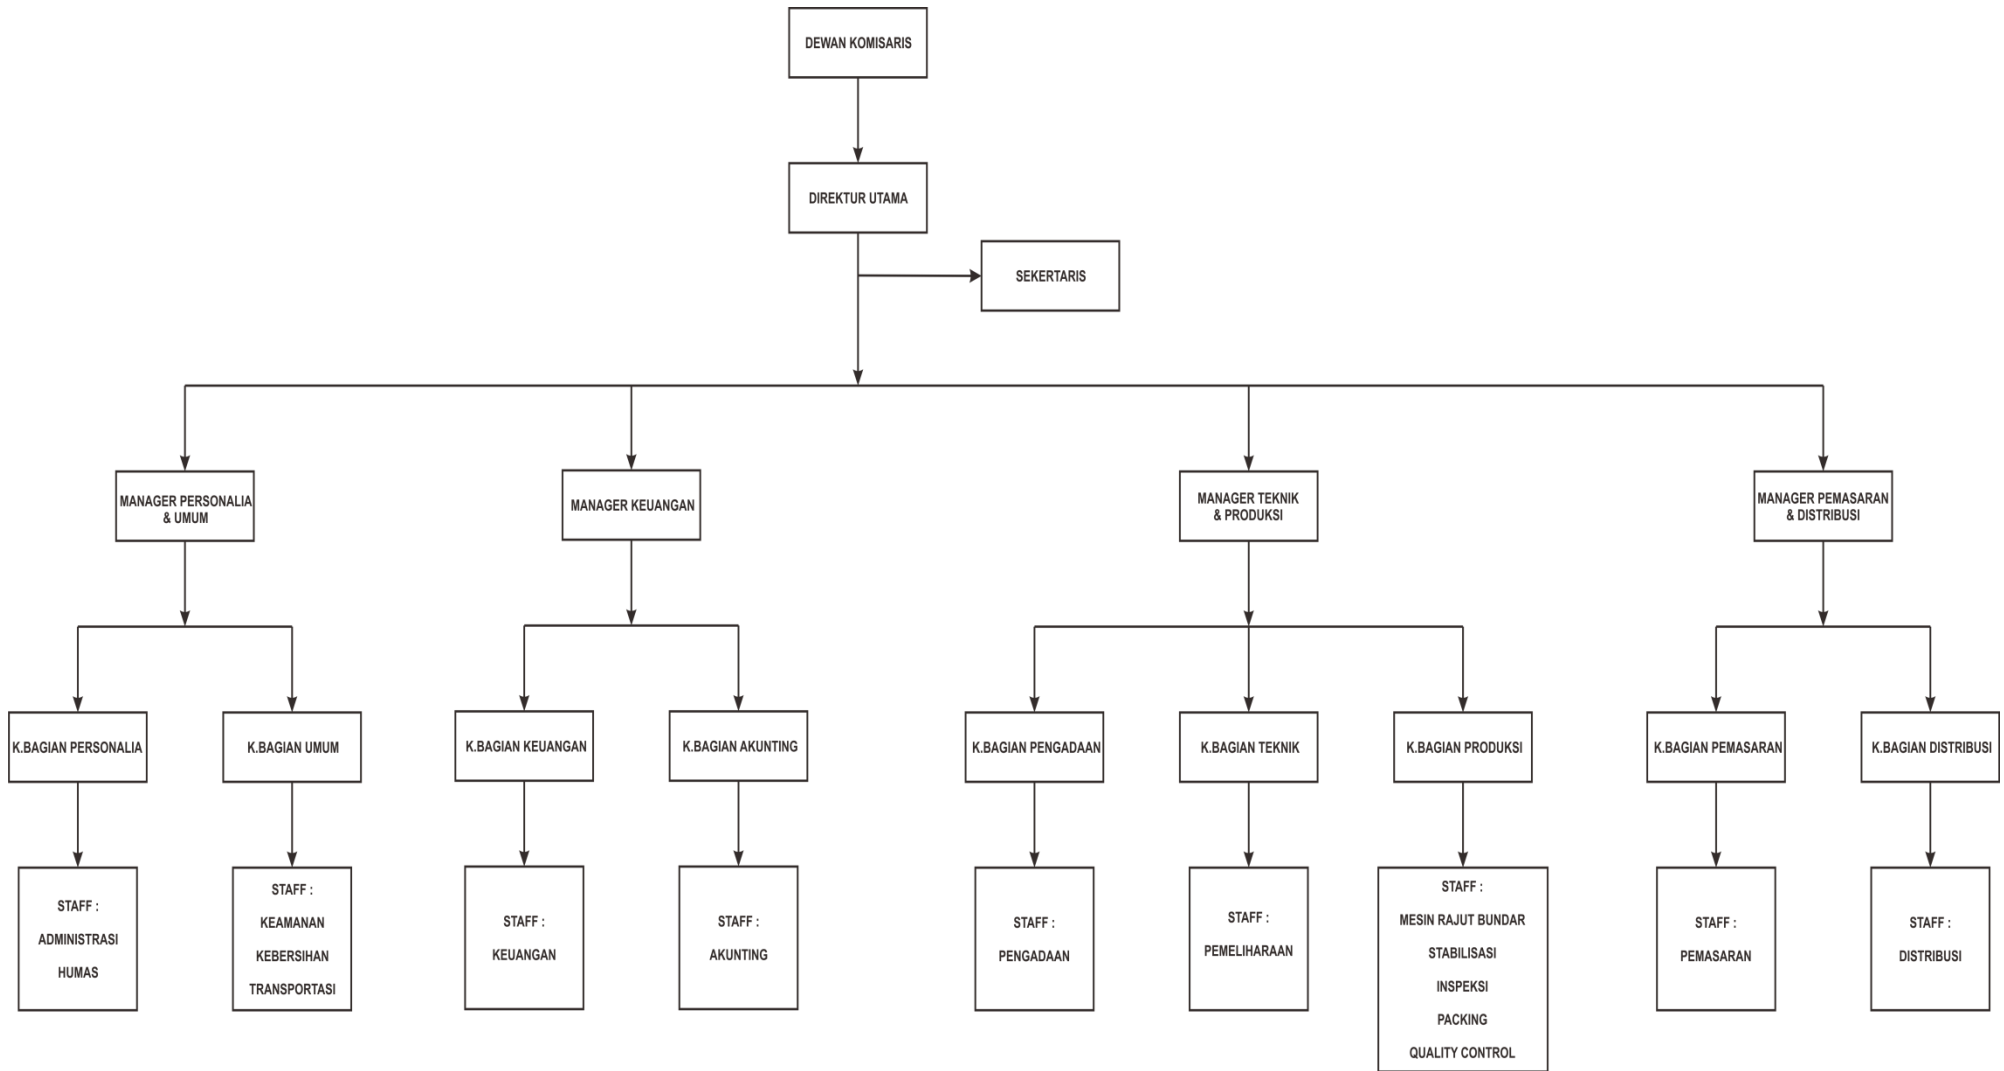 DEWAN KOMISARIS
DIREKTUR UTAMA
SEKERTARIS
MANAGER PERSONALIA
& UMUM
MANAGER KEUANGAN
MANAGER TEKNIK
& PRODUKSI
MANAGER PEMASARAN
& DISTRIBUSI
K.BAGIAN PERSONALIA
K.BAGIAN UMUM
K.BAGIAN KEUANGAN
K.BAGIAN AKUNTING
K.BAGIAN PENGADAAN
K.BAGIAN TEKNIK
K.BAGIAN PRODUKSI
K.BAGIAN PEMASARAN
K.BAGIAN DISTRIBUSI
STAFF :
ADMINISTRASI
HUMAS
STAFF :
KEAMANAN
KEBERSIHAN
TRANSPORTASI
STAFF :
KEUANGAN
STAFF :
AKUNTING
STAFF :
PENGADAAN
STAFF :
PEMELIHARAAN
STAFF :
MESIN RAJUT BUNDAR
STABILISASI
INSPEKSI
PACKING
QUALITY CONTROL
STAFF :
PEMASARAN
STAFF :
DISTRIBUSI